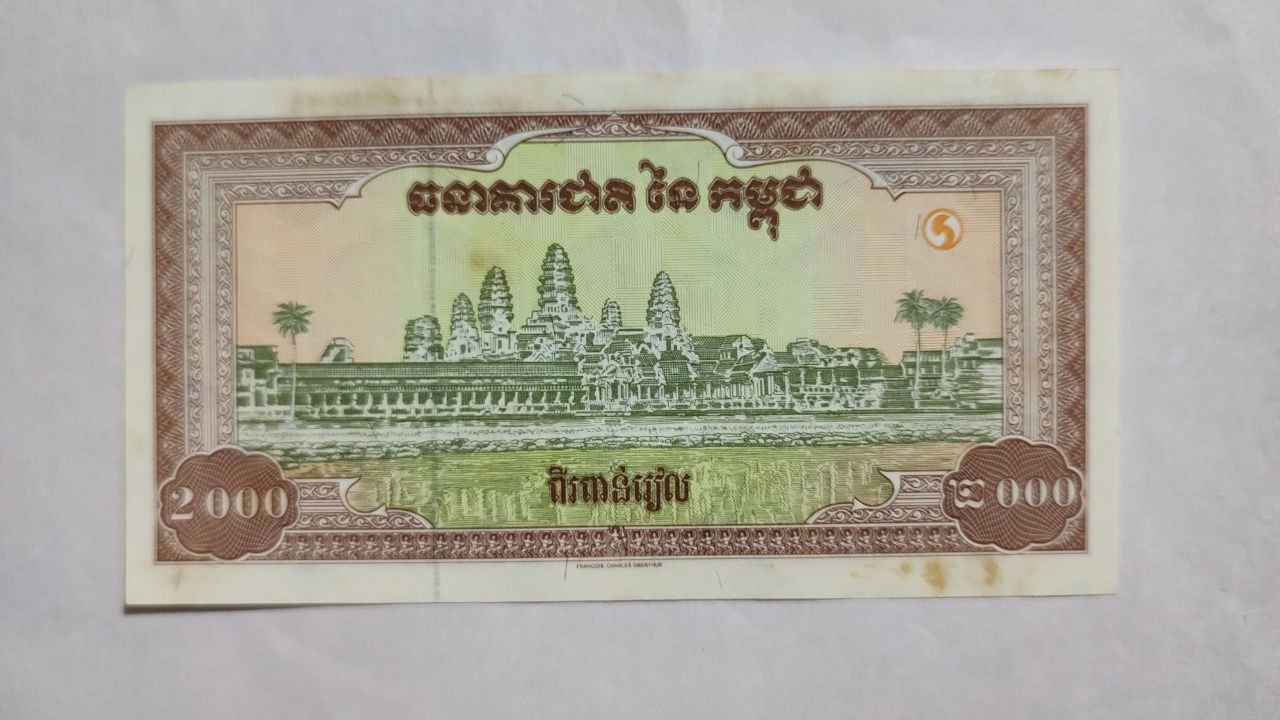 ធនាគារជាតិ នៃ កម្ពុជា
2000
ពីរពាន់រៀល
២០០០
FRANÇOIS-CHARLES OBERTHUR